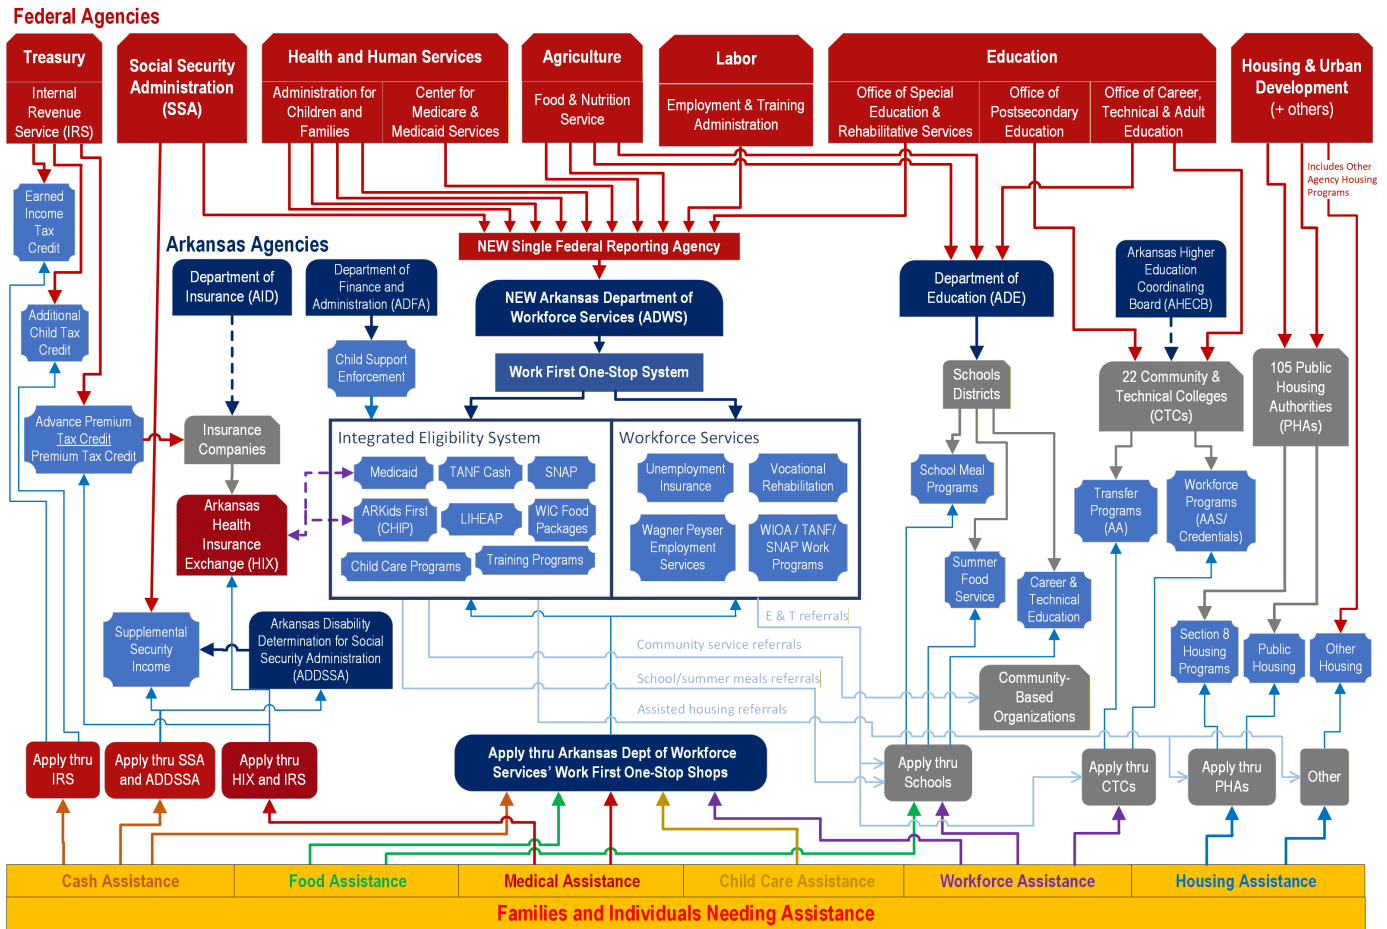 Federal Agencies
Treasury
Internal
Revenue
Service (IRS)
Social Security
Administration
(SSA)
Health and Human Services
Administration for
Children and
Families
Center for
Medicare &
Medicaid Services
Agriculture
Food & Nutrition
Service
Labor
Employment & Training
Administration
Education
Office of Special
Education &
Rehabilitative Services
Office of
Postsecondary
Education
Office of Career,
Technical & Adult
Education
Housing & Urban
Development
(+ others)
Includes Other
Agency Housing
Programs
Earned
Income
Tax
Credit
Additional
Child Tax
Credit
Advance Premium
Tax Credit
Premium Tax Credit
Arkansas Agencies
Department of
Insurance (AID)
Department of
Finance and
Administration (ADFA)
NEW Single Federal Reporting Agency
NEW Arkansas Department of
Workforce Services (ADWS)
Department of
Education (ADE)
Arkansas Higher
Education
Coordinating
Board (AHECB)
Child Support
Enforcement
Work First One-Stop System
Schools
Districts
22 Community &
Technical Colleges
(CTCs)
105 Public
Housing
Authorities
(PHAs)
Insurance
Companies
Arkansas
Health
Insurance
Exchange (HIX)
Integrated Eligibility System
Medicaid
TANF Cash
SNAP
ARKids First
(CHIP)
LIHEAP
WIC Food
Packages
Child Care Programs
Training Programs
Workforce Services
Unemployment
Insurance
Vocational
Rehabilitation
Wagner Peyser
Employment
Services
WIOA / TANF/
SNAP Work
Programs
School Meal
Programs
Summer
Food
Service
Career &
Technical
Education
Transfer
Programs
(AA)
Workforce
Programs
(AAS/
Credentials)
Supplemental
Security
Income
Arkansas Disability
Determination for Social
Security Administration
(ADDSSA)
E & T referrals
Community service referrals
School/summer meals referrals
Assisted housing referrals
Community-
Based
Organizations
Section 8
Housing
Programs
Public
Housing
Other
Housing
Apply thru
IRS
Apply thru SSA
and ADDSSA
Apply thru
HIX and IRS
Apply thru Arkansas Dept of Workforce
Services' Work First One-Stop Shops
Apply thru
Schools
Apply thru
CTCs
Apply thru
PHAs
Other
Cash Assistance
Food Assistance
Medical Assistance
Child Care Assistance
Workforce Assistance
Housing Assistance
Families and Individuals Needing Assistance